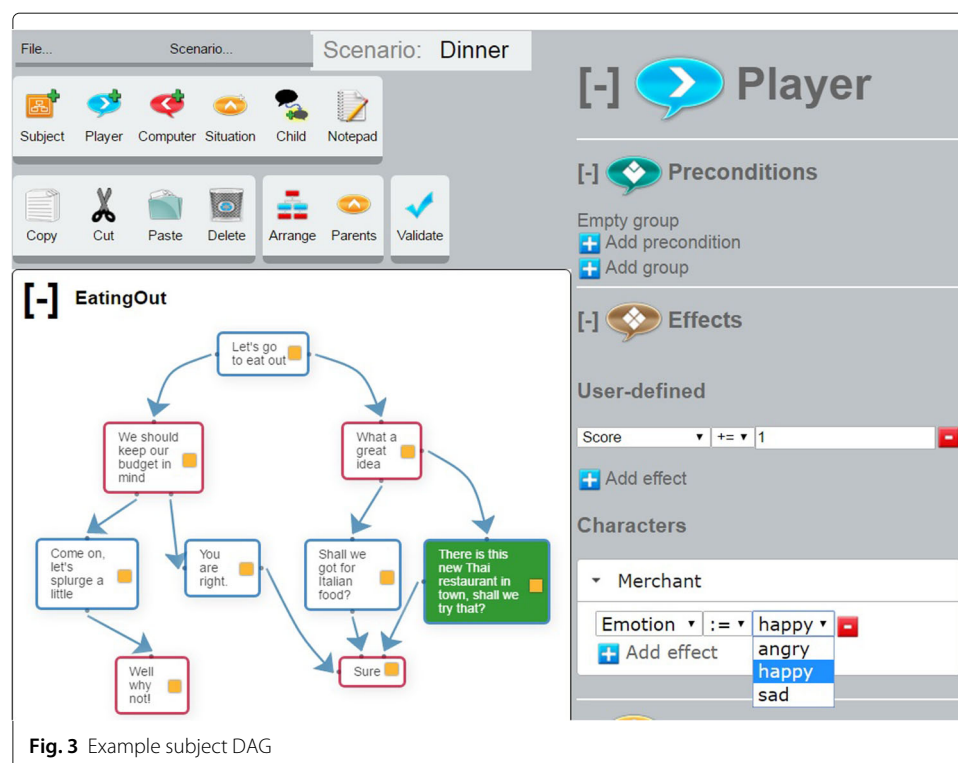 File...
Scenario...
Scenario: Dinner
Subject
Player
Computer
Situation
Child
Notepad
Copy
Cut
Paste
Delete
Arrange
Parents
Validate
[-] EatingOut
Let's go
to eat out
We should
keep our
budget in
mind
What a
great
idea
Come on,
let's
splurge a
little
You
are
right.
Shall we
got for
Italian
food?
There is this
new Thai
restaurant in
town, shall we
try that?
Well
why
not!
Sure
[-] Player
[-] Preconditions
Empty group
Add precondition
Add group
[-] Effects
User-defined
Score += 1
Add effect
Characters
Merchant
Emotion := happy
Add effect
angry
happy
sad
Fig. 3 Example subject DAG